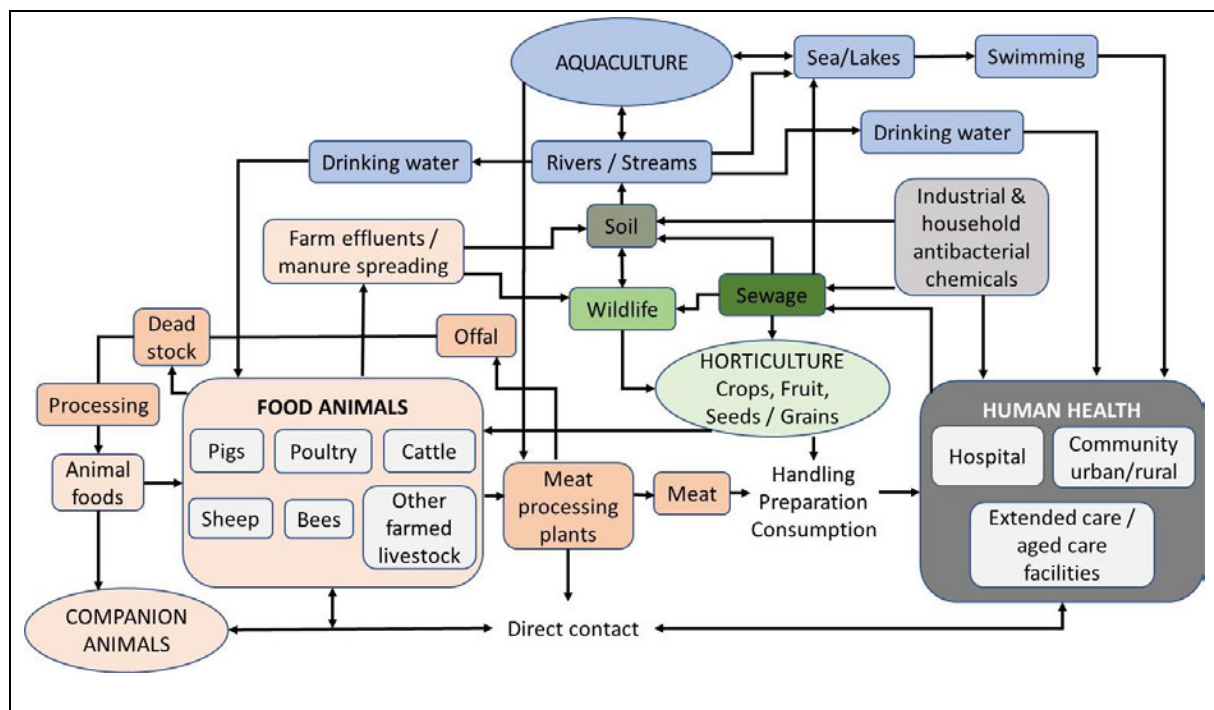 AQUACULTURE
Sea/Lakes
Swimming
Drinking water
Rivers / Streams
Drinking water
Industrial &
household
antibacterial
chemicals
Farm effluents /
manure spreading
Soil
Wildlife
Sewage
Dead
stock
Offal
HORTICULTURE
Crops, Fruit,
Seeds / Grains
Processing
FOOD ANIMALS
Pigs
Poultry
Cattle
Sheep
Bees
Other
farmed
livestock
Animal
foods
Meat
processing
plants
Meat
Handling
Preparation
Consumption
HUMAN HEALTH
Hospital
Community
urban/rural
Extended care /
aged care
facilities
COMPANION
ANIMALS
Direct contact